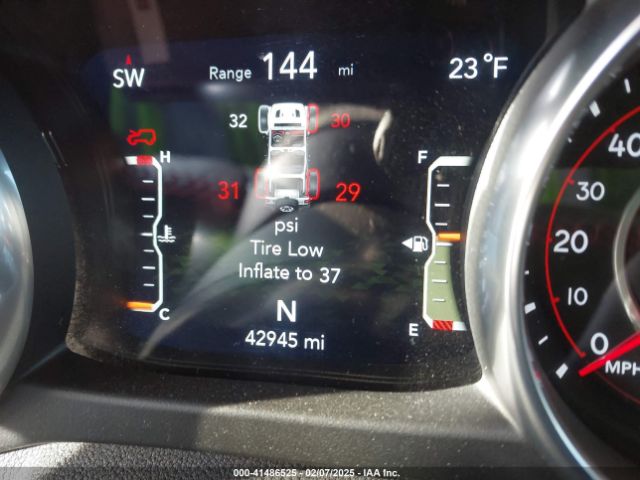 SW Range 144 mi 23°F
32 30
31 29
H F
psi
Tire Low
Inflate to 37
C E
N
42945 mi
40
30
20
10
0
MPH
00-41486525 - 02/07/2025 - IAA Inc.